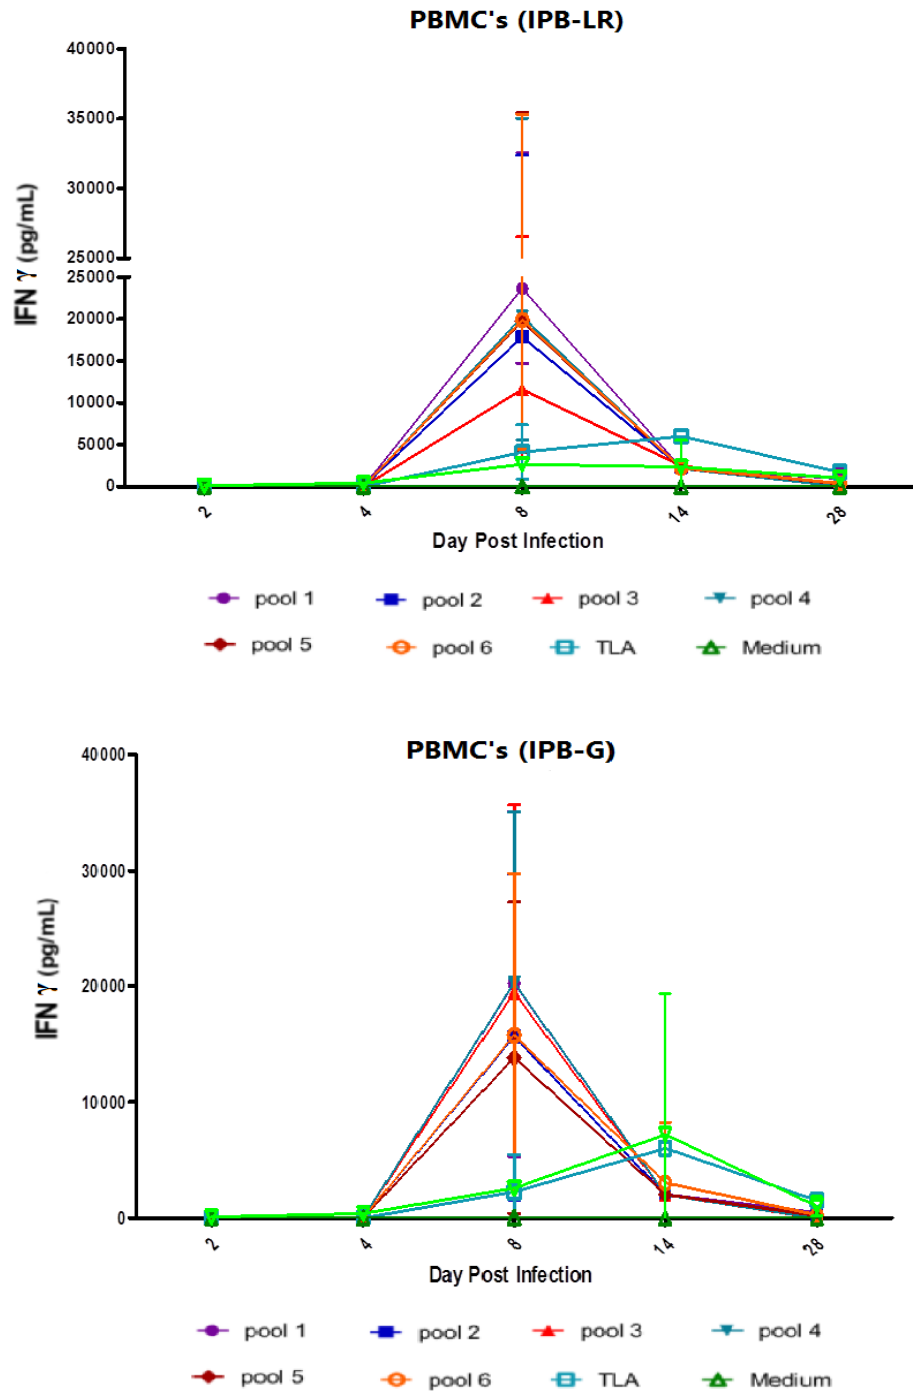 PBMC's (IPB-LR)
40000
35000
30000
25000
25000
20000
15000
10000
5000
0
IFN γ (pg/mL)
2 4 8 14 28
Day Post Infection
pool 1 pool 2 pool 3 pool 4
pool 5 pool 6 TLA Medium
PBMC's (IPB-G)
40000
30000
20000
10000
0
IFN γ (pg/mL)
2 4 8 14 28
Day Post Infection
pool 1 pool 2 pool 3 pool 4
pool 5 pool 6 TLA Medium